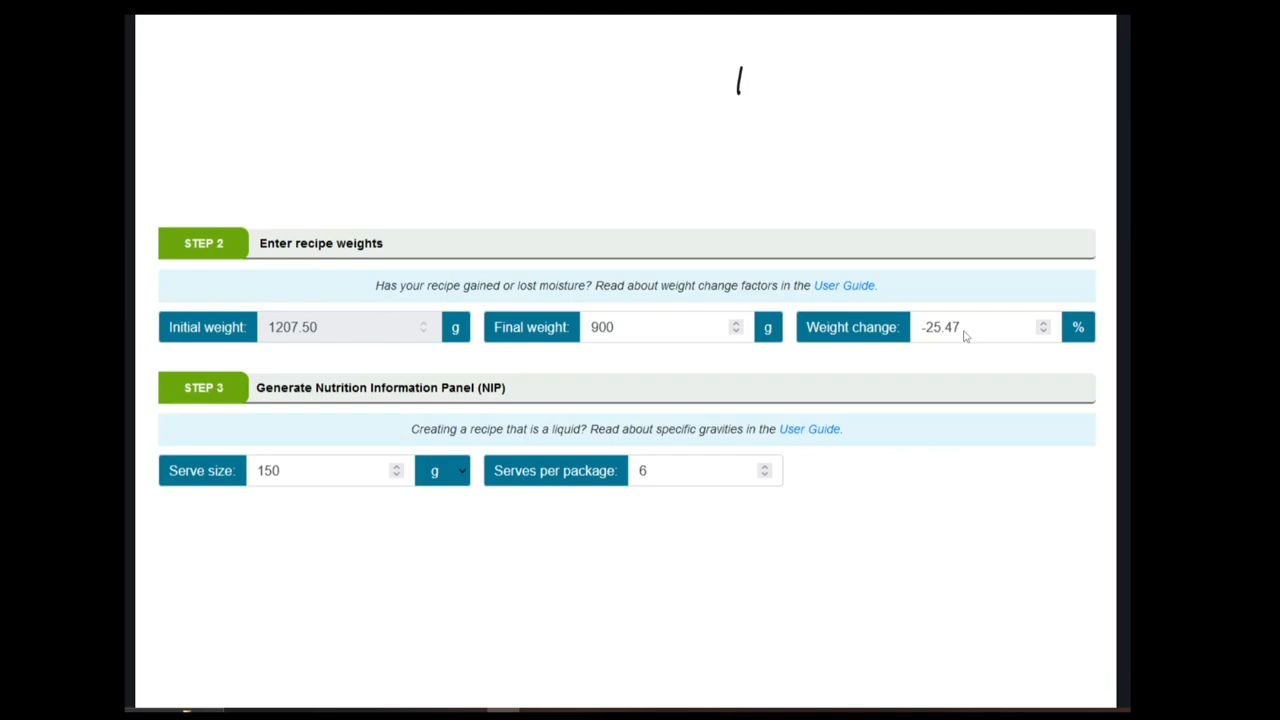 STEP 2 Enter recipe weights
Has your recipe gained or lost moisture? Read about weight change factors in the User Guide.
Initial weight: 1207.50 g Final weight: 900 g Weight change: -25.47 %
STEP 3 Generate Nutrition Information Panel (NIP)
Creating a recipe that is a liquid? Read about specific gravities in the User Guide.
Serve size: 150 g Serves per package: 6